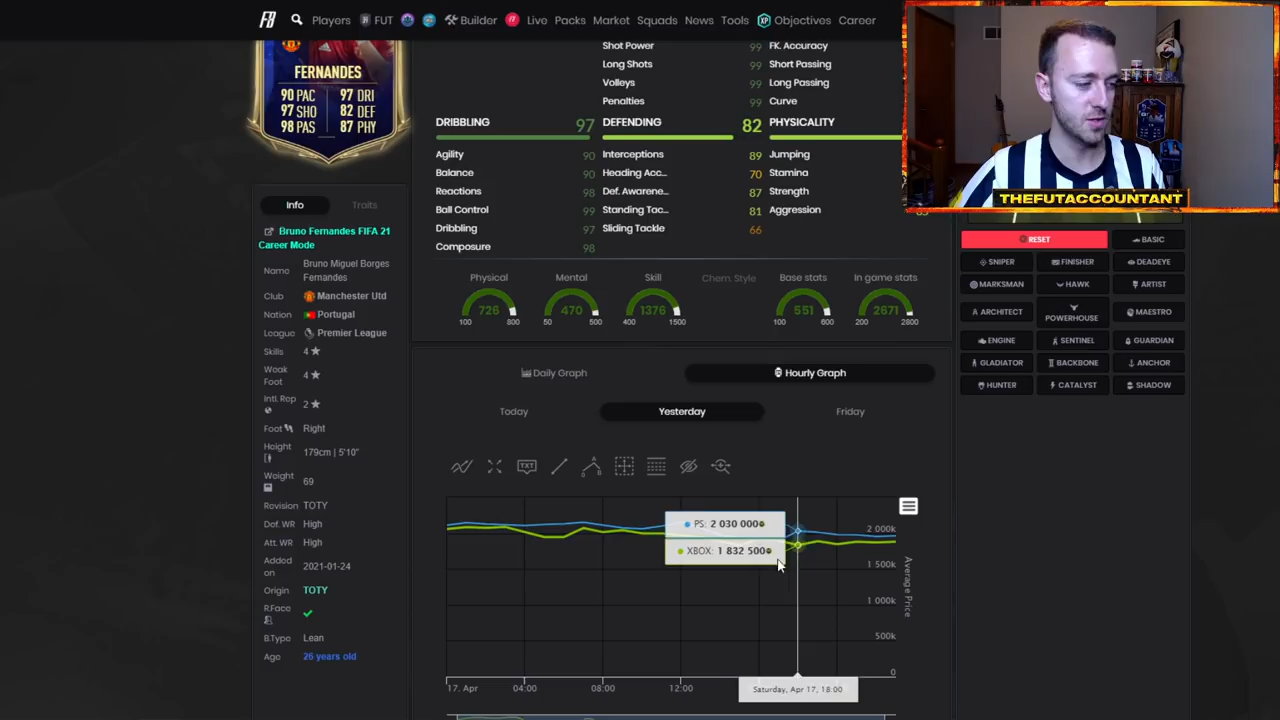 F8 Players FUT Builder Live Packs Market Squads News Tools XP Objectives Career
FERNANDES
90 PAC 97 DRI
97 SHO 82 DEF
98 PAS 87 PHY
Shot Power 99 FK. Accuracy
Long Shots 99 Short Passing
Volleys 99 Long Passing
Penalties 99 Curve
DRIBBLING 97 DEFENDING 82 PHYSICALITY
Agility 90 Interceptions 89 Jumping
Balance 90 Heading Acc... 70 Stamina
Reactions 98 Def. Awarene... 87 Strength
Ball Control 99 Standing Tac... 81 Aggression
Dribbling 97 Sliding Tackle 66
Composure 98
Physical Mental Skill Chem. Style Base stats In game stats
726 470 1376 551 2671
100 800 50 500 400 1500 100 600 200 2800
Info Traits
Bruno Fernandes FIFA 21
Career Mode
Name Bruno Miguel Borges
Fernandes
Club Manchester Utd
Nation Portugal
League Premier League
Skills 4★
Weak
Foot 4★
Intl. Rep 2★
Foot Right
Height 179cm | 5'10"
Weight 69
Revision TOTY
Def. WR High
Att. WR High
Added
on 2021-01-24
Origin TOTY
R.Face
B.Type Lean
Age 26 years old
Daily Graph Hourly Graph
Today Yesterday Friday
TXT
PS: 2 030 000
XBOX: 1 832 500
2 000k
1 500k
1 000k
500k
0
Average Price
17. Apr 04:00 08:00 12:00
Saturday, Apr 17, 18:00
THEFUTACCOUNTANT
RESET BASIC
SNIPER FINISHER DEADEYE
MARKSMAN HAWK ARTIST
ARCHITECT POWERHOUSE MAESTRO
ENGINE SENTINEL GUARDIAN
GLADIATOR BACKBONE ANCHOR
HUNTER CATALYST SHADOW